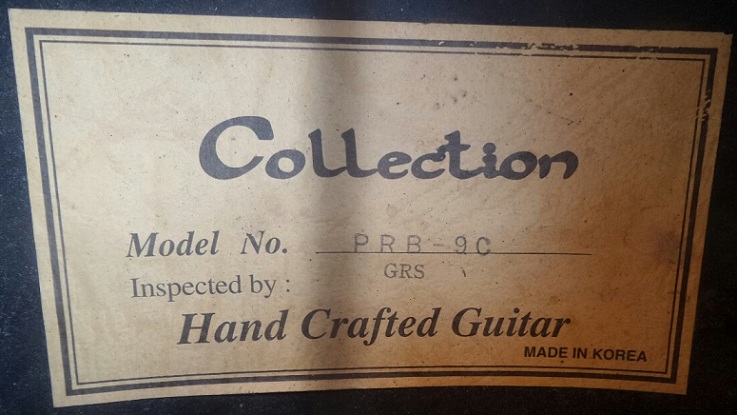 Collection
Model No. PRB-9C
Inspected by : GRS
Hand Crafted Guitar
MADE IN KOREA